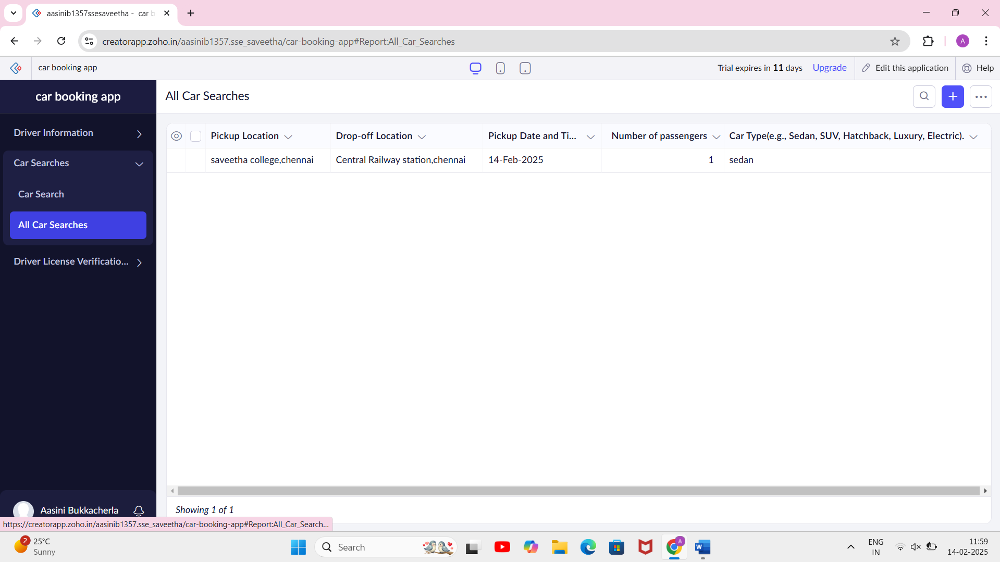 aasinib1357ssesaveetha - car b
creatorapp.zoho.in/aasinib1357.sse_saveetha/car-booking-app#Report:All_Car_Searches
A
car booking app
Trial expires in 11 days
Upgrade
Edit this application
Help
car booking app
All Car Searches
Driver Information
Car Searches
Car Search
All Car Searches
Driver License Verificatio...
Pickup Location
Drop-off Location
Pickup Date and Ti...
Number of passengers
Car Type(e.g., Sedan, SUV, Hatchback, Luxury, Electric).
saveetha college,chennai
Central Railway station,chennai
14-Feb-2025
1
sedan
Showing 1 of 1
Aasini Bukkacherla
https://creatorapp.zoho.in/aasinib1357.sse_saveetha/car-booking-app#Report:All_Car_Search...
2
25°C
Sunny
Search
A
W
ENG
IN
11:59
14-02-2025